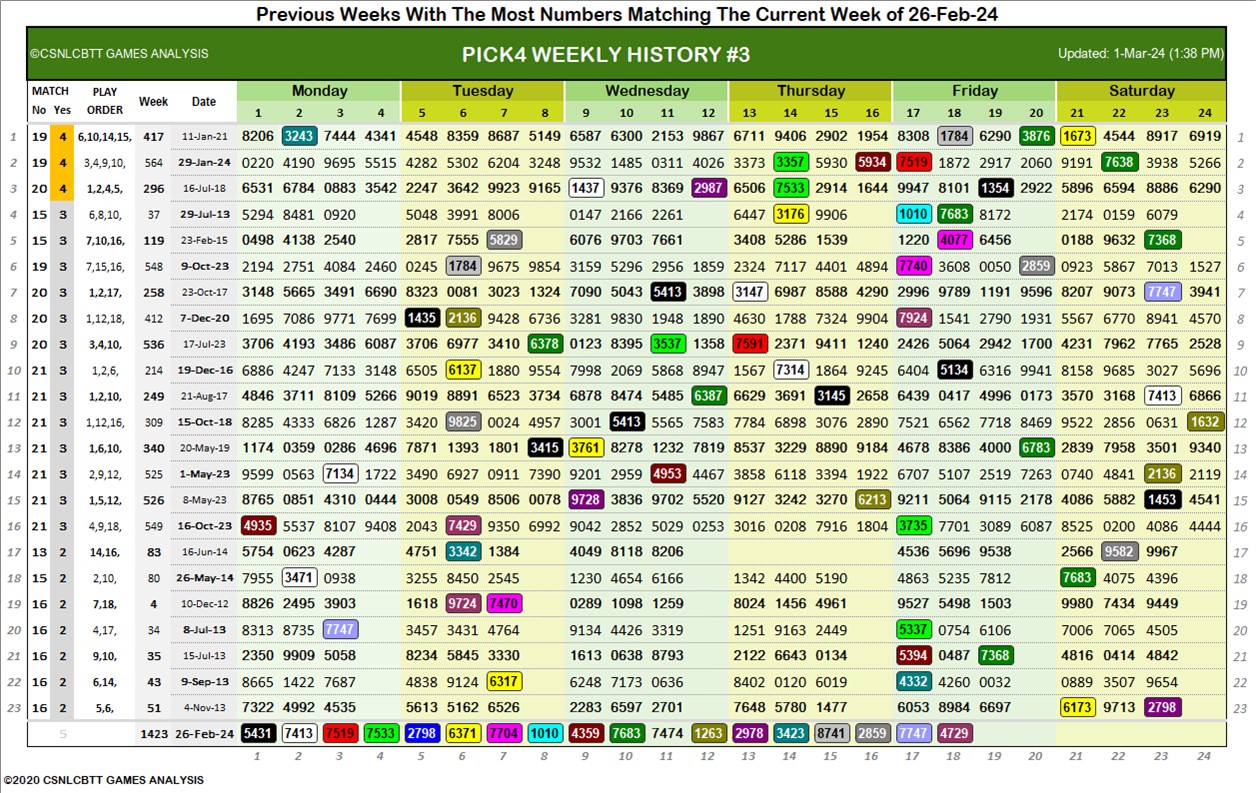 Previous Weeks With The Most Numbers Matching The Current Week of 26-Feb-24
©CSNLCBTT GAMES ANALYSIS PICK4 WEEKLY HISTORY #3 Updated: 1-Mar-24 (1:38 PM)
MATCH PLAY Week Date Monday Tuesday Wednesday Thursday Friday Saturday
No Yes ORDER 1 2 3 4 5 6 7 8 9 10 11 12 13 14 15 16 17 18 19 20 21 22 23 24
1 19 4 6,10,14,15, 417 11-Jan-21 8206 3243 7444 4341 4548 8359 8687 5149 6587 6300 2153 9867 6711 9406 2902 1954 8308 1784 6290 3876 1673 4544 8917 6919 1
2 19 4 3,4,9,10, 564 29-Jan-24 0220 4190 9695 5515 4282 5302 6204 3248 9532 1485 0311 4026 3373 3357 5930 5934 7519 1872 2917 2060 9191 7638 3938 5266 2
3 20 4 1,2,4,5, 296 16-Jul-18 6531 6784 0883 3542 2247 3642 9923 9165 1437 9376 8369 2987 6506 7533 2914 1644 9947 8101 1354 2922 5896 6594 8886 6290 3
4 15 3 6,8,10, 37 29-Jul-13 5294 8481 0920 5048 3991 8006 0147 2166 2261 6447 3176 9906 1010 7683 8172 2174 0159 6079 4
5 15 3 7,10,16, 119 23-Feb-15 0498 4138 2540 2817 7555 5829 6076 9703 7661 3408 5286 1539 1220 4077 6456 0188 9632 7368 5
6 19 3 7,15,16, 548 9-Oct-23 2194 2751 4084 2460 0245 1784 9675 9854 3159 5296 2956 1859 2324 7117 4401 4894 7740 3608 0050 2859 0923 5867 7013 1527 6
7 20 3 1,2,17, 258 23-Oct-17 3148 5665 3491 6690 8323 0081 3023 1324 7090 5043 5413 3898 3147 6987 8588 4290 2996 9789 1191 9596 8207 9073 7747 3941 7
8 20 3 1,12,18, 412 7-Dec-20 1695 7086 9771 7699 1435 2136 9428 6736 3281 9830 1948 1890 4630 1788 7324 9904 7924 1541 2790 1931 5567 6770 8941 4570 8
9 20 3 3,4,10, 536 17-Jul-23 3706 4193 3486 6087 3706 6977 3410 6378 0123 8395 3537 1358 7591 2371 9411 1240 2426 5064 2942 1700 4231 7962 7765 2528 9
10 21 3 1,2,6, 214 19-Dec-16 6886 4247 7133 3148 6505 6137 1880 9554 7998 2069 5868 8947 1567 7314 1864 9245 6404 5134 6316 9941 8158 9685 3027 5696 10
11 21 3 1,2,10, 249 21-Aug-17 4846 3711 8109 5266 9019 8891 6523 3734 6878 8474 5485 6387 6629 3691 3145 2658 6439 0417 4996 0173 3570 3168 7413 6866 11
12 21 3 1,12,16, 309 15-Oct-18 8285 4333 6826 1287 3420 9825 0024 4957 3001 5413 5565 7583 7784 6898 3076 2890 7521 6562 7718 8469 9522 2856 0631 1632 12
13 21 3 1,6,10, 340 20-May-19 1174 0359 0286 4696 7871 1393 1801 3415 3761 8278 1232 7819 8537 3229 8890 9184 4678 8386 4000 6783 2839 7958 3501 9340 13
14 21 3 2,9,12, 525 1-May-23 9599 0563 7134 1722 3490 6927 0911 7390 9201 2959 4953 4467 3858 6118 3394 1922 6707 5107 2519 7263 0740 4841 2136 2119 14
15 21 3 1,5,12, 526 8-May-23 8765 0851 4310 0444 3008 0549 8506 0078 9728 3836 9702 5520 9127 3242 3270 6213 9211 5064 9115 2178 4086 5882 1453 4541 15
16 21 3 4,9,18, 549 16-Oct-23 4935 5537 8107 9408 2043 7429 9350 6992 9042 2852 5029 0253 3016 0208 7916 1804 3735 7701 3089 6087 8525 0200 4086 4444 16
17 13 2 14,16, 83 16-Jun-14 5754 0623 4287 4751 3342 1384 4049 8118 8206 4536 5696 9538 2566 9582 9967 17
18 15 2 2,10, 80 26-May-14 7955 3471 0938 3255 8450 2545 1230 4654 6166 1342 4400 5190 4863 5235 7812 7683 4075 4396 18
19 16 2 7,18, 4 10-Dec-12 8826 2495 3903 1618 9724 7470 0289 1098 1259 8024 1456 4961 9527 5498 1503 9980 7434 9449 19
20 16 2 4,17, 34 8-Jul-13 8313 8735 7747 3457 3431 4764 9134 4426 3319 1251 9163 2449 5337 0754 6106 7006 7065 4505 20
21 16 2 9,10, 35 15-Jul-13 2350 9909 5058 8234 5845 3330 1613 0638 8793 2122 6643 0134 5394 0487 7368 4816 0414 4842 21
22 16 2 6,14, 43 9-Sep-13 8665 1422 7687 4838 9124 6317 6248 7173 0636 8402 0120 6019 4332 4260 0032 0889 3507 9654 22
23 16 2 5,6, 51 4-Nov-13 7322 4992 4535 5613 5162 6526 2283 6597 2701 7648 5780 1477 6053 8984 6697 6173 9713 2798 23
5 1423 26-Feb-24 5431 7413 7519 7533 2798 6371 7704 1010 4359 7683 7474 1263 2978 3423 8741 2859 7747 4729
1 2 3 4 5 6 7 8 9 10 11 12 13 14 15 16 17 18 19 20 21 22 23 24
©2020 CSNLCBTT GAMES ANALYSIS